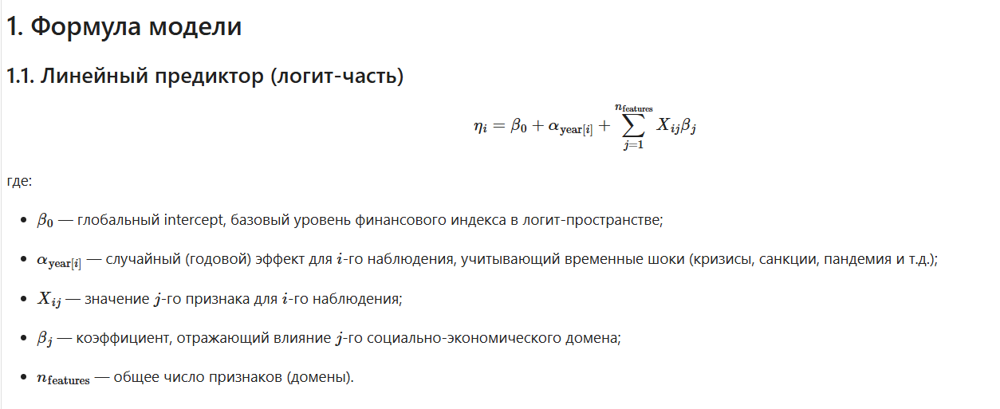 1. Формула модели
1.1. Линейный предиктор (логит-часть)
$$\eta_i = \beta_0 + \alpha_{\text{year}[i]} + \sum_{j=1}^{n_{\text{features}}} X_{ij}\beta_j$$
где:
• $\beta_0$ — глобальный intercept, базовый уровень финансового индекса в логит-пространстве;
• $\alpha_{\text{year}[i]}$ — случайный (годовой) эффект для $i$-го наблюдения, учитывающий временные шоки (кризисы, санкции, пандемия и т.д.);
• $X_{ij}$ — значение $j$-го признака для $i$-го наблюдения;
• $\beta_j$ — коэффициент, отражающий влияние $j$-го социально-экономического домена;
• $n_{\text{features}}$ — общее число признаков (домены).